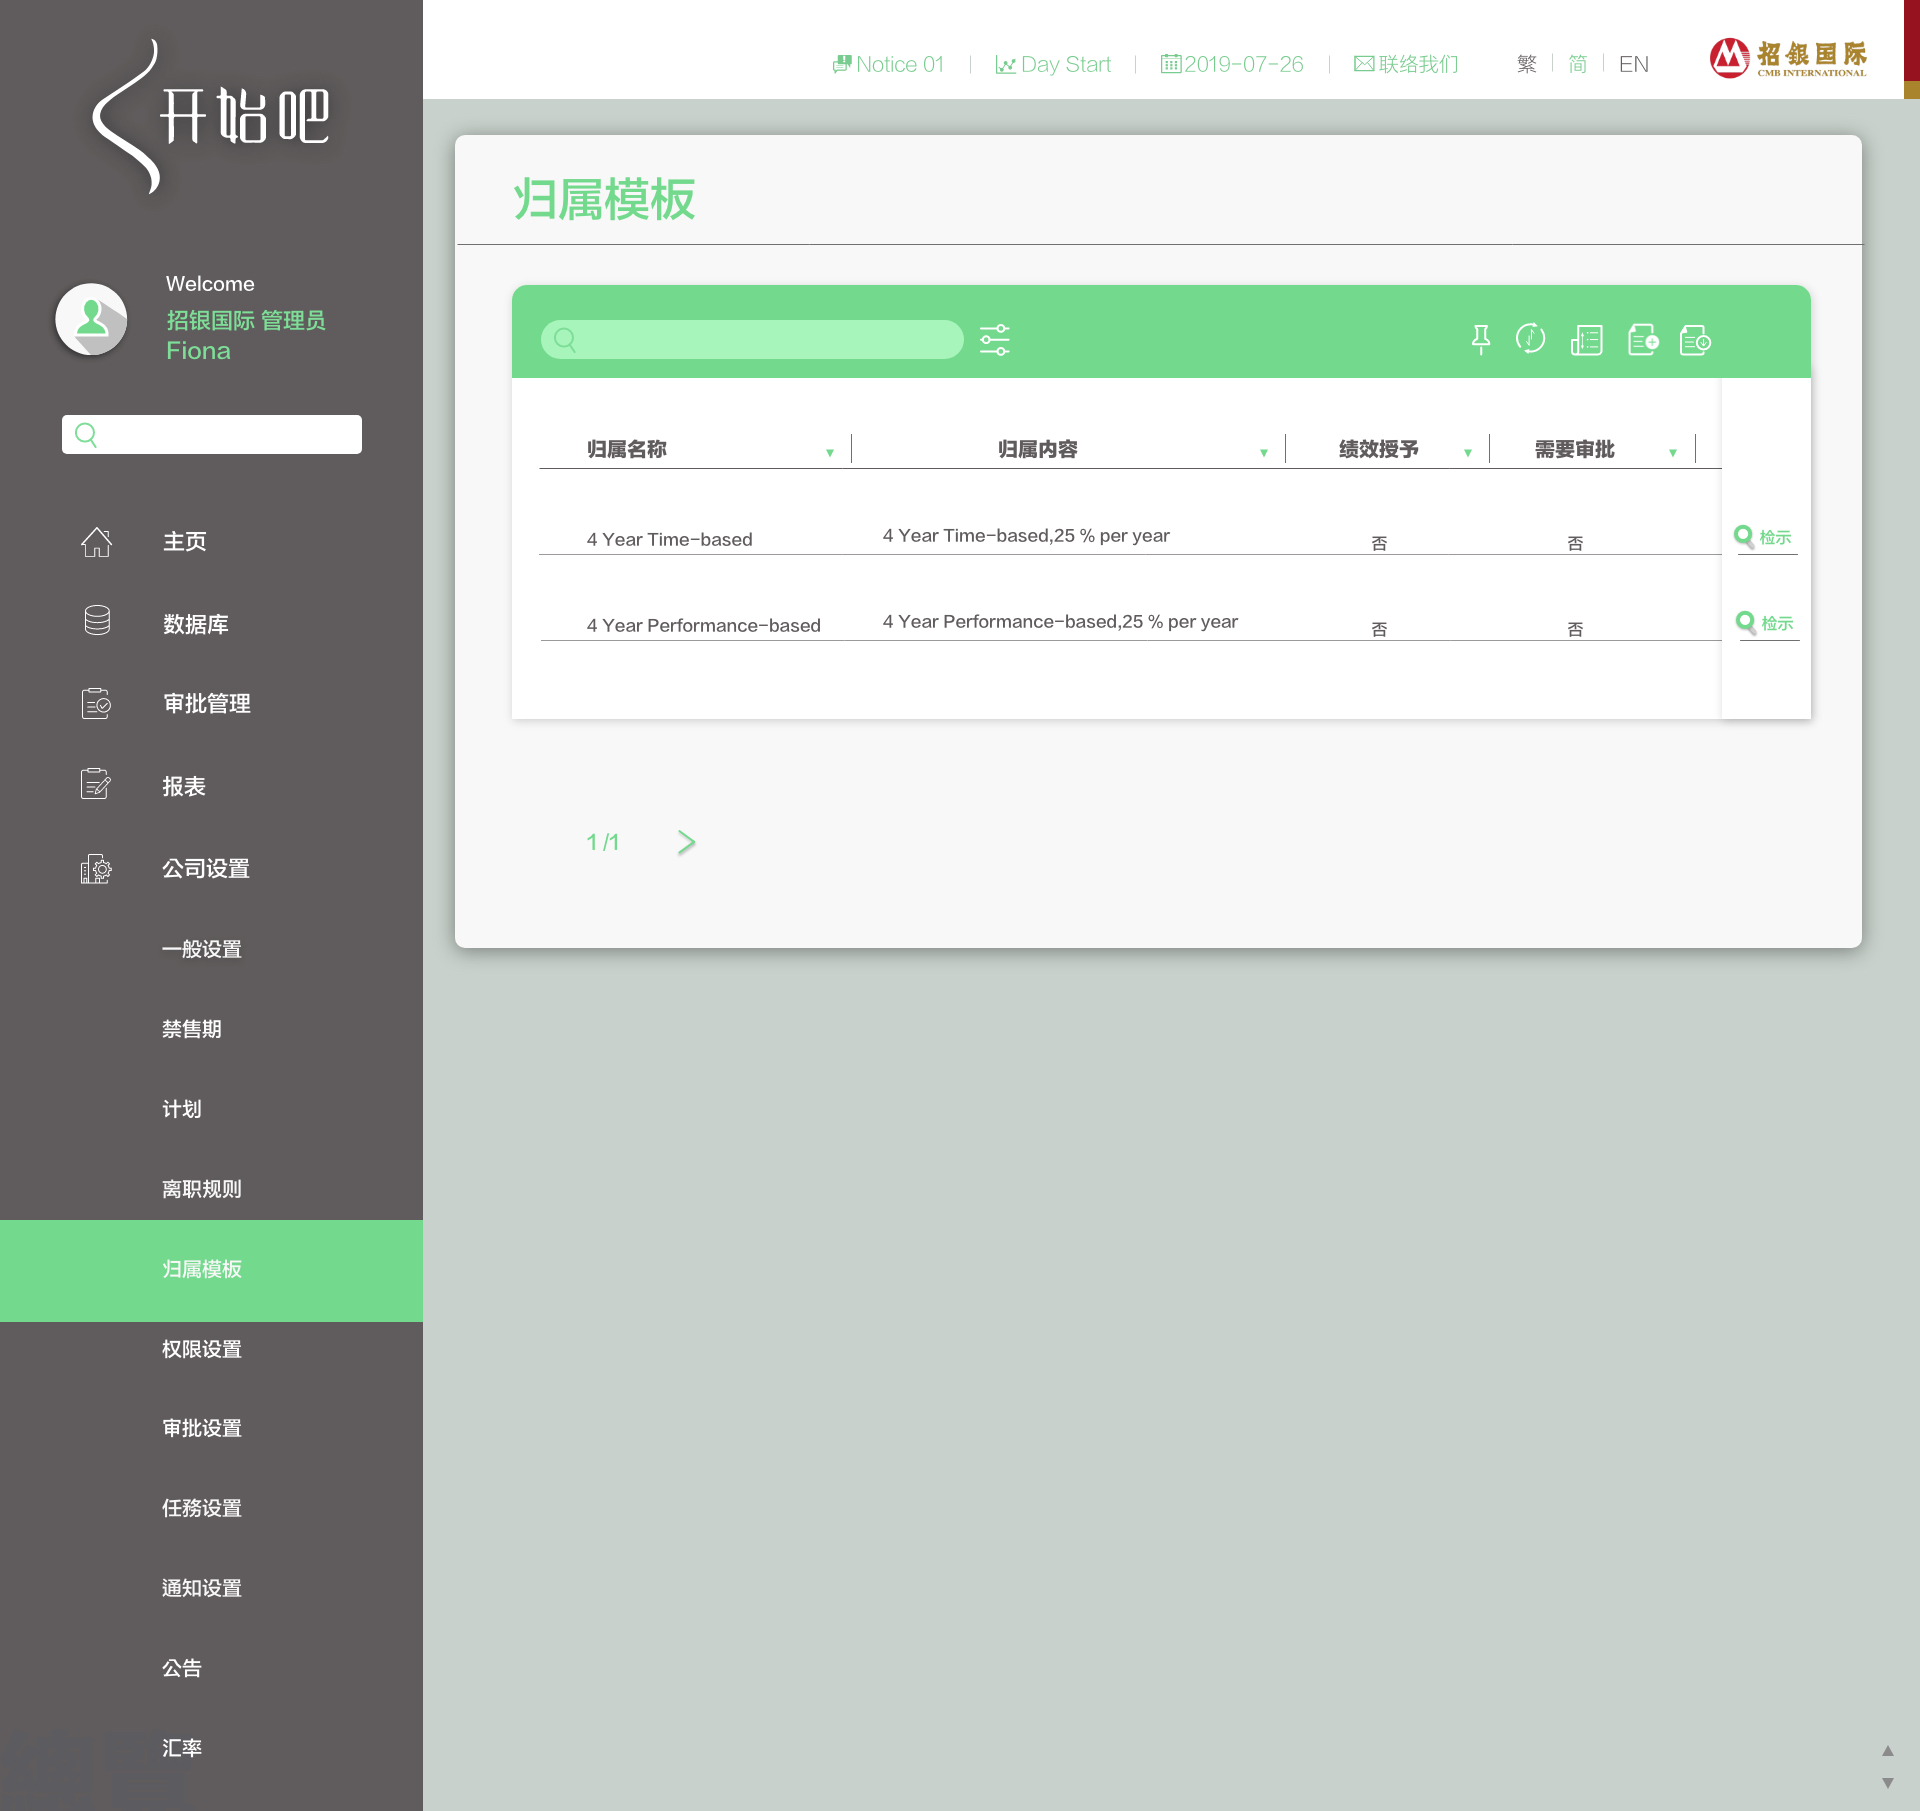 开始吧
Notice 01
Day Start
2019-07-26
联络我们
繁
简
EN
招银国际
CMB INTERNATIONAL
Welcome
招银国际 管理员
Fiona
主页
数据库
审批管理
报表
公司设置
一般设置
禁售期
计划
离职规则
归属模板
权限设置
审批设置
任務设置
通知设置
公告
汇率
归属模板
归属名称 归属内容 绩效授予 需要审批
4 Year Time-based 4 Year Time-based,25 % per year 否 否 检示
4 Year Performance-based 4 Year Performance-based,25 % per year 否 否 检示
1 /1